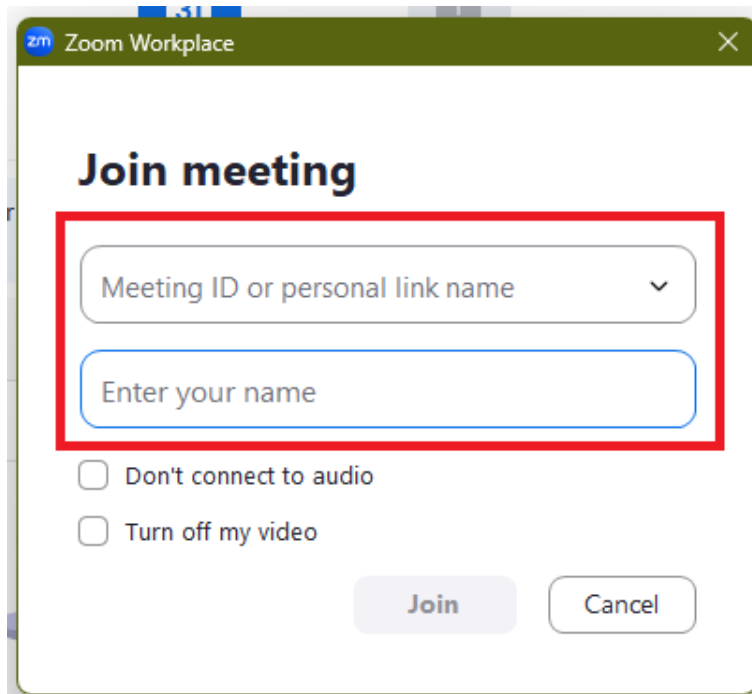 31
zm Zoom Workplace
Join meeting
r
Meeting ID or personal link name
Enter your name
Don't connect to audio
Turn off my video
Join Cancel